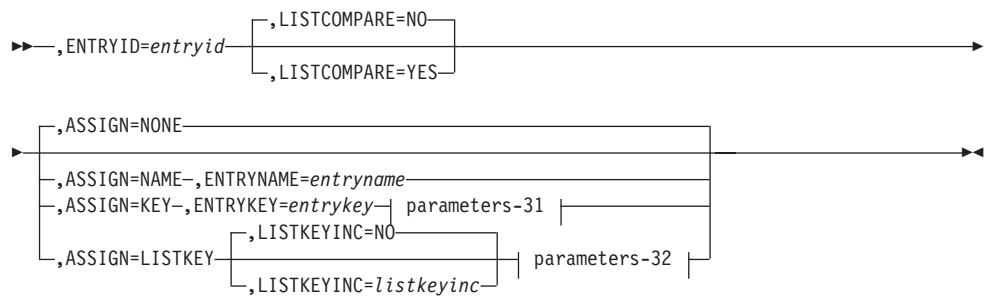 ,LISTCOMPARE=NO
,ENTRYID=entryid
,LISTCOMPARE=YES
,ASSIGN=NONE
,ASSIGN=NAME ,ENTRYNAME=entryname
,ASSIGN=KEY ,ENTRYKEY=entrykey parameters-31
,LISTKEYINC=NO
,ASSIGN=LISTKEY parameters-32
,LISTKEYINC=listkeyinc